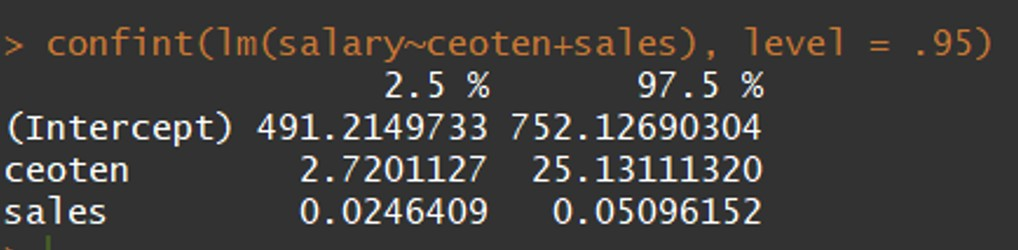 > confint(lm(salary~ceoten+sales), level = .95)
2.5 % 97.5 %
(Intercept) 491.2149733 752.12690304
ceoten 2.7201127 25.13111320
sales 0.0246409 0.05096152
>